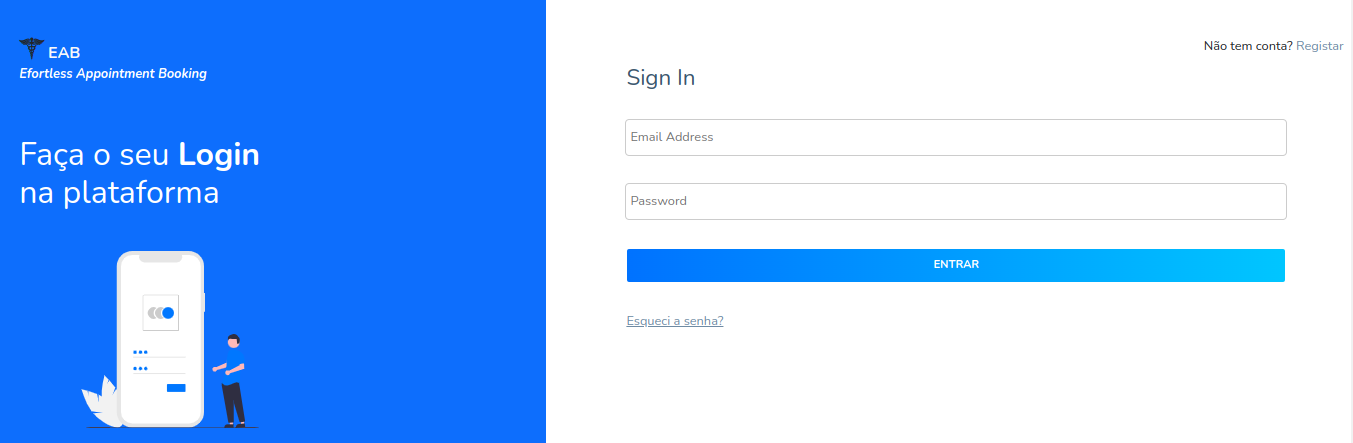 EAB
Efortless Appointment Booking
Faça o seu Login
na plataforma
Não tem conta? Registar
Sign In
Email Address
Password
ENTRAR
Esqueci a senha?